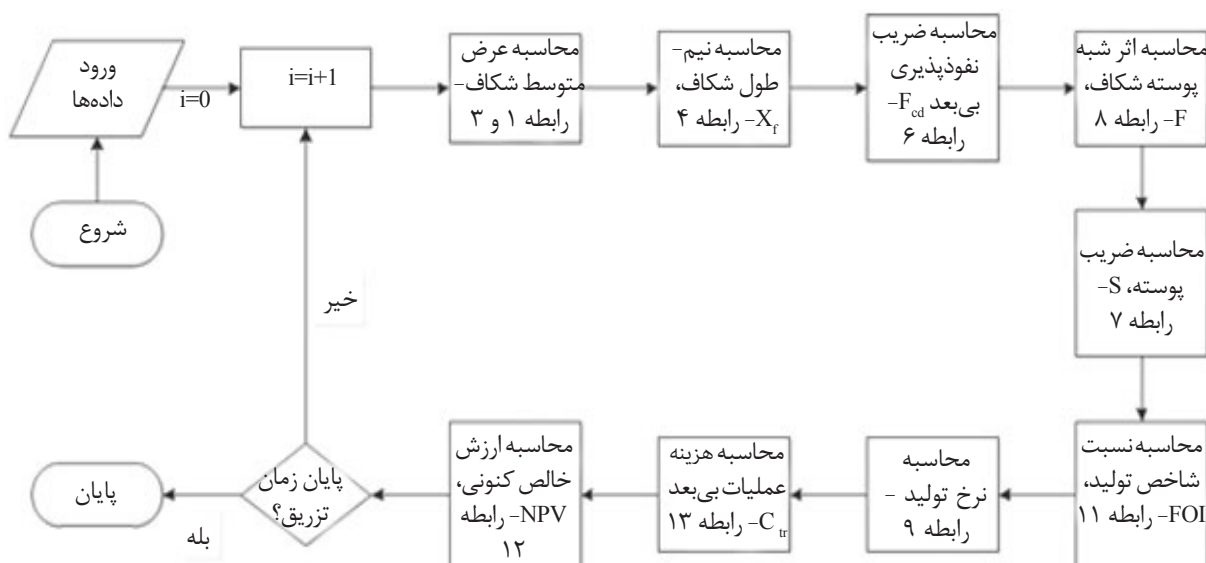 شروع
ورود
داده‌ها
i=0
i=i+1
محاسبه عرض
متوسط شکاف-
رابطه ۱ و ۳
محاسبه نیم-
طول شکاف،
X_f- رابطه ۴
محاسبه ضریب
نفوذپذیری
بی‌بعد F_cd-
رابطه ۶
محاسبه اثر شبه
پوسته شکاف،
F- رابطه ۸
محاسبه ضریب
پوسته، S-
رابطه ۷
محاسبه نسبت
شاخص تولید،
FOI- رابطه ۱۱
محاسبه
نرخ تولید -
رابطه ۹
محاسبه هزینه
عملیات بی‌بعد
C_tr- رابطه ۱۳
محاسبه ارزش
خالص کنونی،
NPV- رابطه
۱۲
پایان زمان
تزریق؟
خیر
بله
پایان